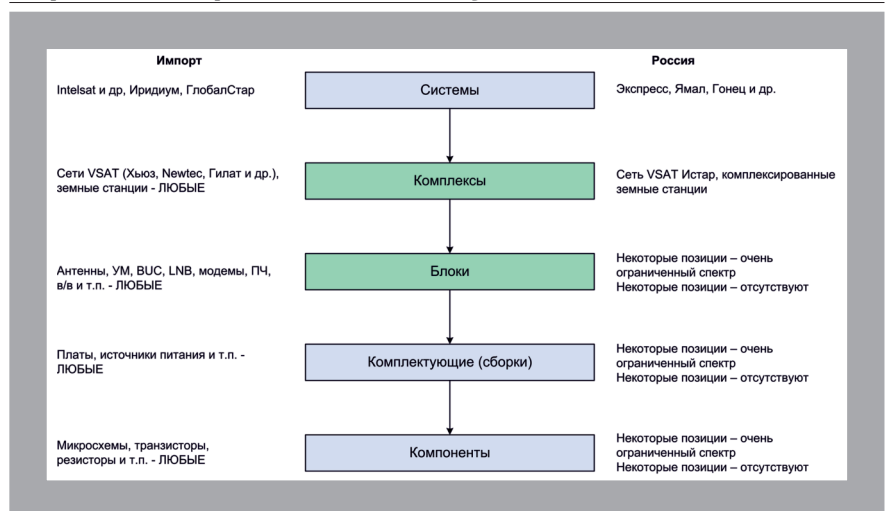 Импорт
Россия
Intelsat и др, Иридиум, ГлобалСтар
Системы
Экспресс, Ямал, Гонец и др.
Сети VSAT (Хьюз, Newtec, Гилат и др.),
земные станции - ЛЮБЫЕ
Комплексы
Сеть VSAT Истар, комплексированные
земные станции
Антенны, УМ, BUC, LNB, модемы, ПЧ,
в/в и т.п. - ЛЮБЫЕ
Блоки
Некоторые позиции – очень
ограниченный спектр
Некоторые позиции – отсутствуют
Платы, источники питания и т.п. -
ЛЮБЫЕ
Комплектующие (сборки)
Некоторые позиции – очень
ограниченный спектр
Некоторые позиции – отсутствуют
Микросхемы, транзисторы,
резисторы и т.п. - ЛЮБЫЕ
Компоненты
Некоторые позиции – очень
ограниченный спектр
Некоторые позиции – отсутствуют